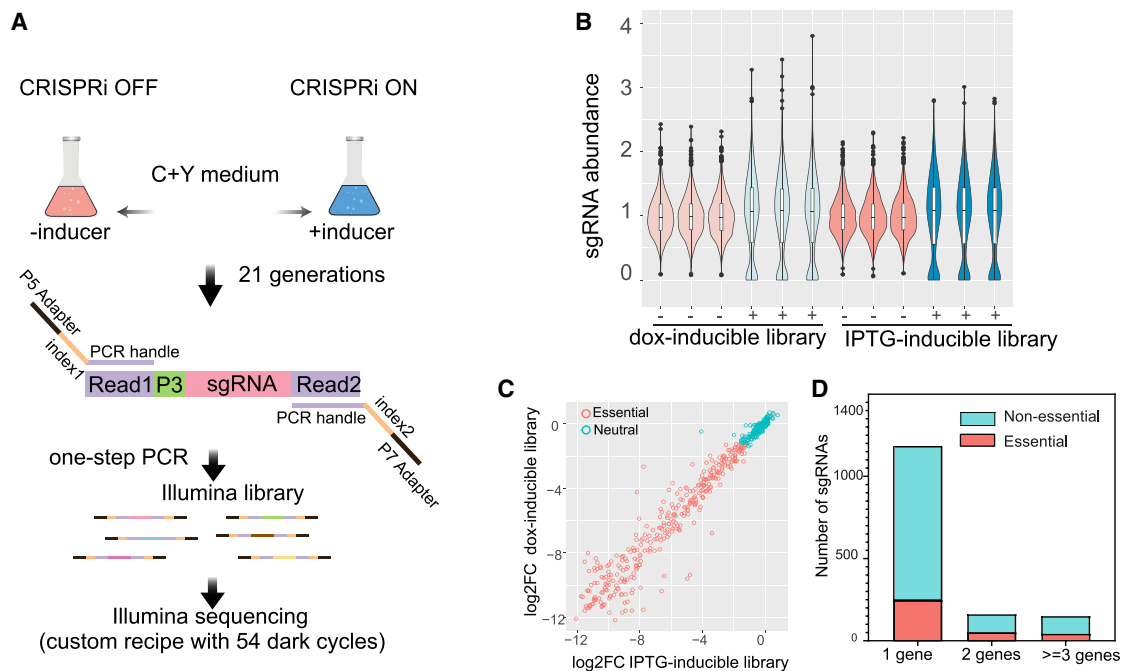 A
CRISPRi OFF
CRISPRi ON
C+Y medium
-inducer
+inducer
21 generations
P5 Adapter
index1
PCR handle
Read1
P3
sgRNA
Read2
PCR handle
index2
P7 Adapter
one-step PCR
Illumina library
Illumina sequencing
(custom recipe with 54 dark cycles)
B
sgRNA abundance
4
3
2
1
0
- - - + + + - - - + + +
dox-inducible library
IPTG-inducible library
C
Essential
Neutral
log2FC dox-inducible library
0
−4
−8
−12
−12 −8 −4 0
log2FC IPTG-inducible library
D
Non-essential
Essential
Number of sgRNAs
1400
1000
500
0
1 gene
2 genes
>=3 genes